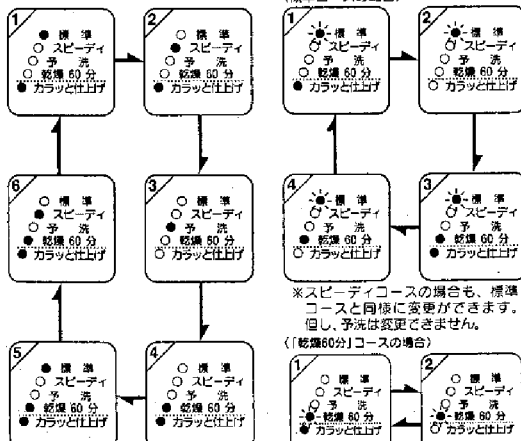 1
● 標準
○ スピーディ
○ 予洗
○ 乾燥60分
● カラッと仕上げ
2
○ 標準
● スピーディ
○ 予洗
○ 乾燥60分
● カラッと仕上げ
6
○ 標準
● スピーディ
○ 予洗
● 乾燥60分
● カラッと仕上げ
3
○ 標準
○ スピーディ
● 予洗
○ 乾燥60分
○ カラッと仕上げ
5
● 標準
○ スピーディ
○ 予洗
● 乾燥60分
● カラッと仕上げ
4
○ 標準
○ スピーディ
○ 予洗
● 乾燥60分
● カラッと仕上げ
1
標準
○ スピーディ
○ 予洗
○ 乾燥60分
● カラッと仕上げ
2
標準
○ スピーディ
○ 予洗
○ 乾燥60分
○ カラッと仕上げ
4
標準
○ スピーディ
○ 予洗
● 乾燥60分
○ カラッと仕上げ
3
標準
○ スピーディ
○ 予洗
● 乾燥60分
● カラッと仕上げ
※スピーディコースの場合も、標準
コースと同様に変更ができます。
但し、予洗は変更できません。
(「乾燥60分」コースの場合)
1
○ 標準
○ スピーディ
○ 予洗
乾燥60分
● カラッと仕上げ
2
○ 標準
○ スピーディ
○ 予洗
乾燥60分
○ カラッと仕上げ